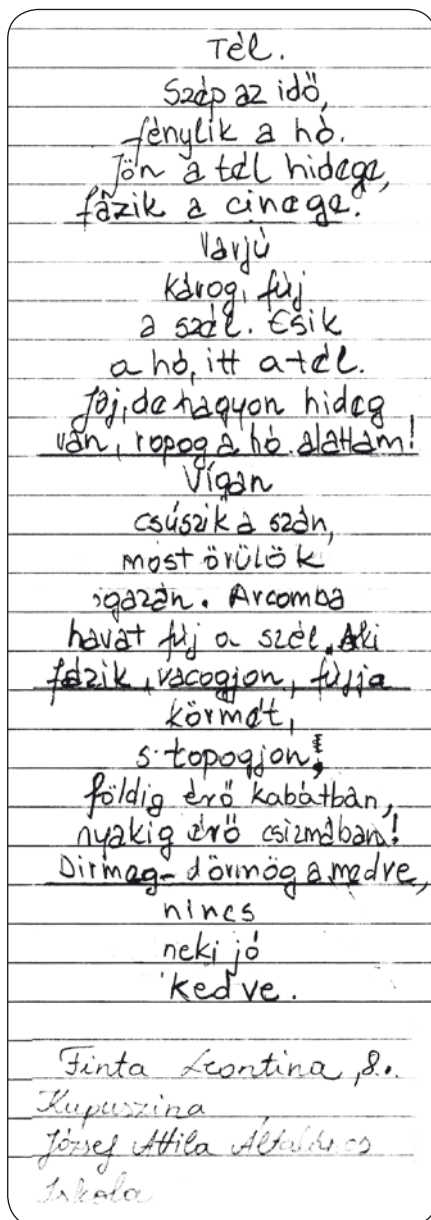 Tél.
Szép az idő,
fénylik a hó.
Jön a tél hidege,
fázik a cinege.
Varjú
károg, fúj
a szél. Esik
a hó, itt a tél.
Jaj, de nagyon hideg
van, ropog a hó alattam!
Vígan
csúszik a szán,
most örülök
igazán. Arcomba
havat fúj a szél. Aki
fázik, vacogjon, fújja
körmét,
s topogjon,
földig érő kabátban,
nyakig érő csizmában!
Dirmeg-dörmög a medve,
nincs
neki jó
kedve.
Finta Leontina, 8.
Kupuszina
József Attila Általános
Iskola